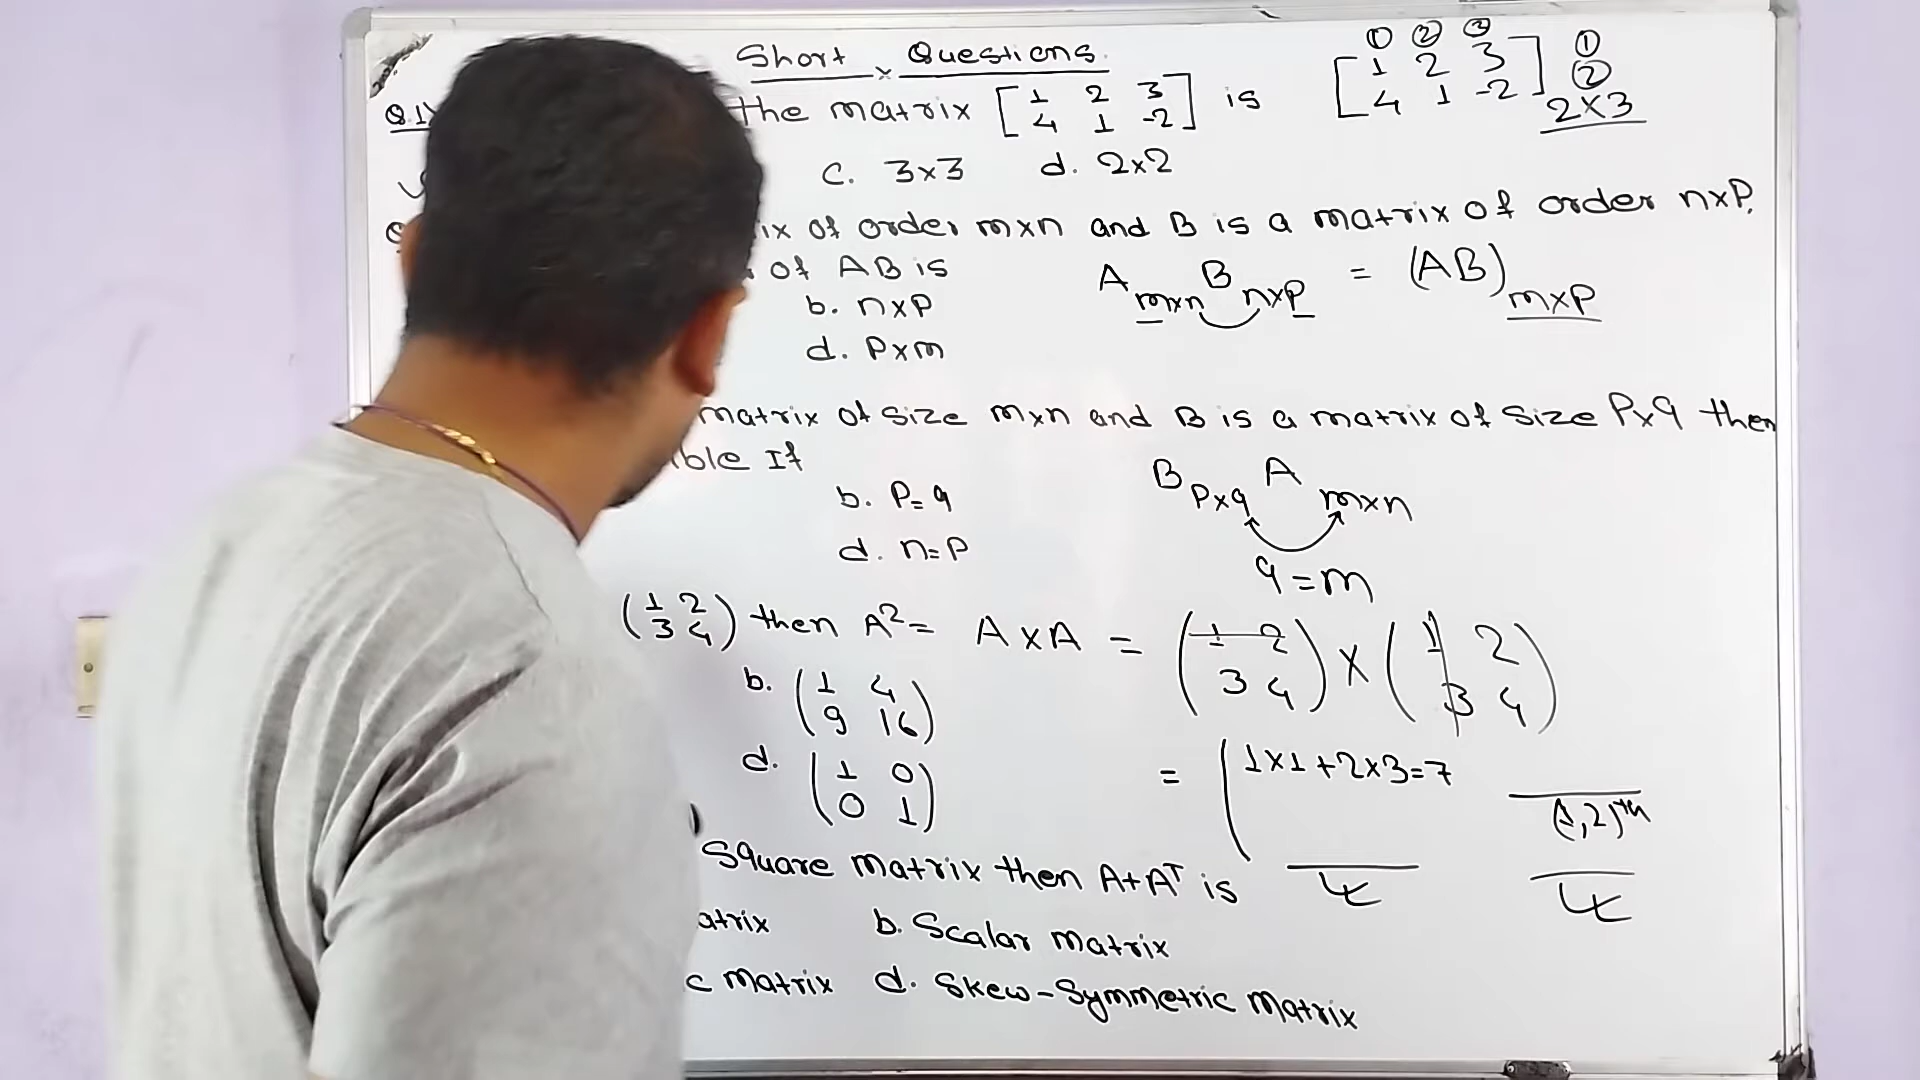 Short Questions.
Q.1) the matrix [1 2 3 4 1 -2] is
① ② ③
[1 2 3 4 1 -2] ① ②
2x3
c. 3x3 d. 2x2
ix of order mxn and B is a matrix of order nxP.
of AB is
A mxn B nxP = (AB) mxP
b. nxP
d. Pxm
matrix of size mxn and B is a matrix of size Pxq then
ble If
B Pxq A mxn
b. P=q
d. n=P
q=m
(1 2 3 4) then A²= AxA = (1 2 3 4) X (1 2 3 4)
b. (1 4 9 16)
d. (1 0 0 1)
= ( 1x1+2x3=7
(1,2)th
Square matrix then A+Aᵀ is
atrix b. Scalar matrix
c Matrix d. Skew-Symmetric Matrix